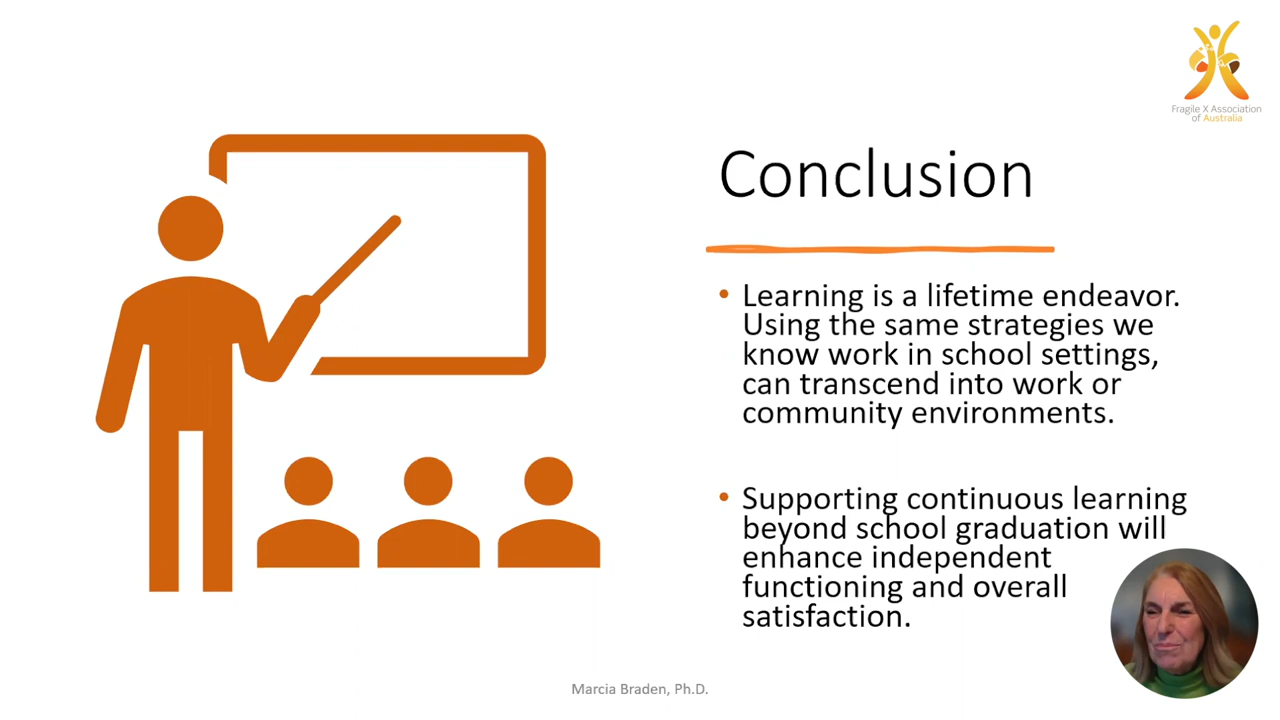 Fragile X Association
of Australia
Conclusion
• Learning is a lifetime endeavor.
Using the same strategies we
know work in school settings,
can transcend into work or
community environments.
• Supporting continuous learning
beyond school graduation will
enhance independent
functioning and overall
satisfaction.
Marcia Braden, Ph.D.